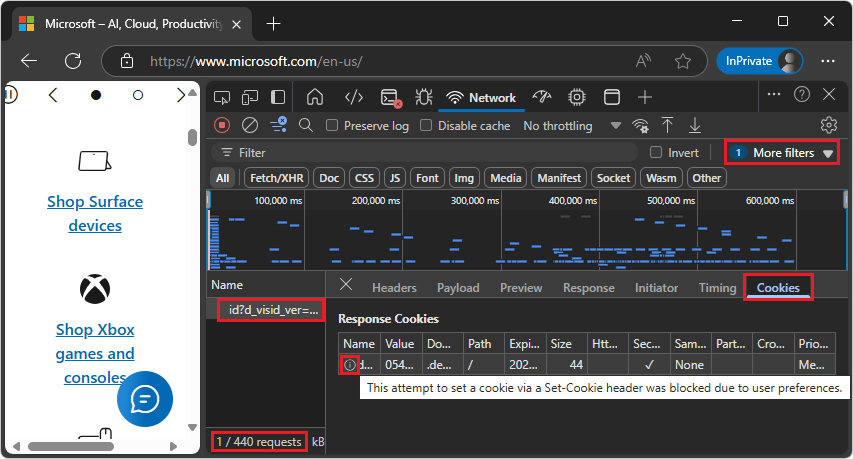 Microsoft – AI, Cloud, Productivity
https://www.microsoft.com/en-us/
InPrivate
Network
Preserve log
Disable cache
No throttling
Filter
Invert
1 More filters
All Fetch/XHR Doc CSS JS Font Img Media Manifest Socket Wasm Other
100,000 ms 200,000 ms 300,000 ms 400,000 ms 500,000 ms 600,000 ms
Shop Surface
devices
Shop Xbox
games and
consoles
Name
id?d_visid_ver=...
1 / 440 requests kB
Headers Payload Preview Response Initiator Timing Cookies
Response Cookies
Name Value Do... Path Expi... Size Htt... Sec... Sam... Part... Cro... Prio...
d... 054... .de... / 202... 44 ✓ None Me...
This attempt to set a cookie via a Set-Cookie header was blocked due to user preferences.